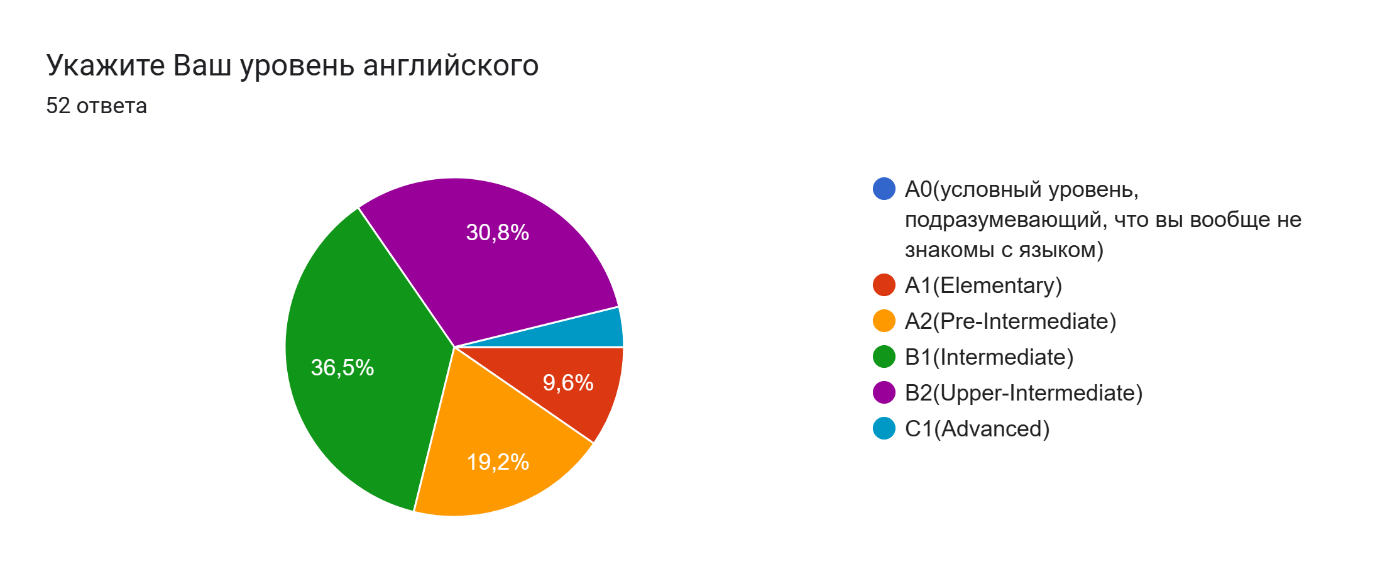 Укажите Ваш уровень английского
52 ответа
30,8%
36,5%
9,6%
19,2%
A0(условный уровень,
подразумевающий, что вы вообще не
знакомы с языком)
A1(Elementary)
A2(Pre-Intermediate)
B1(Intermediate)
B2(Upper-Intermediate)
C1(Advanced)